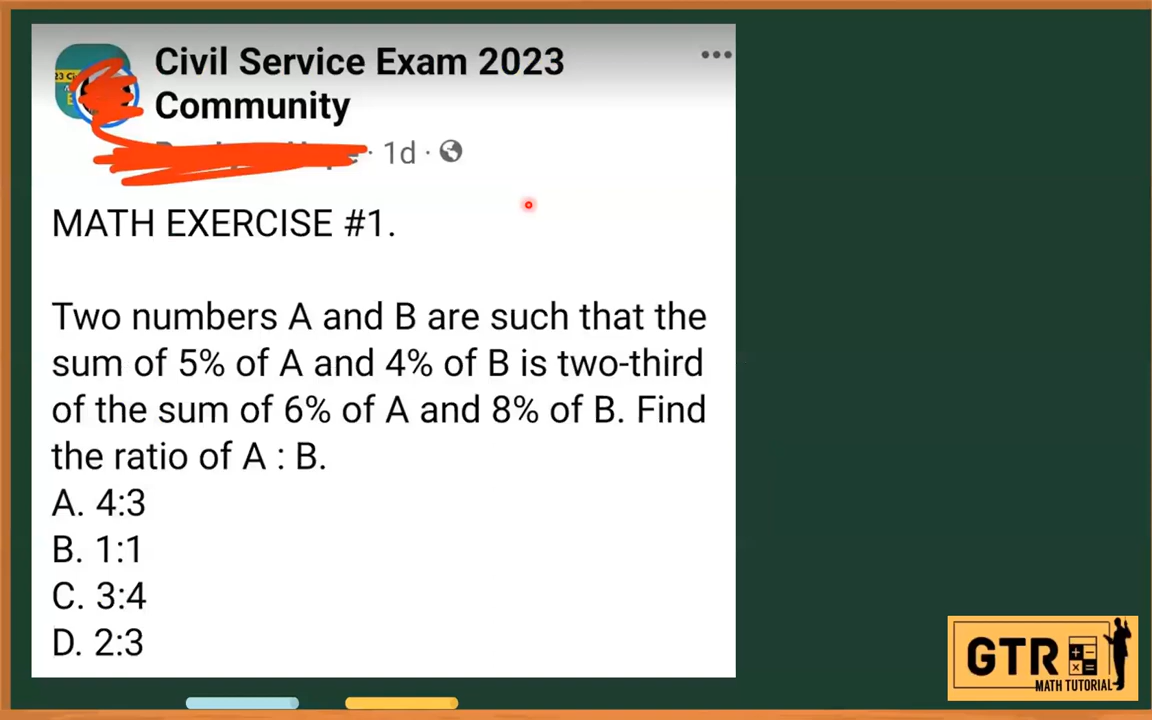 Civil Service Exam 2023
Community
· 1d ·
MATH EXERCISE #1.
Two numbers A and B are such that the
sum of 5% of A and 4% of B is two-third
of the sum of 6% of A and 8% of B. Find
the ratio of A : B.
A. 4:3
B. 1:1
C. 3:4
D. 2:3
GTR
MATH TUTORIAL